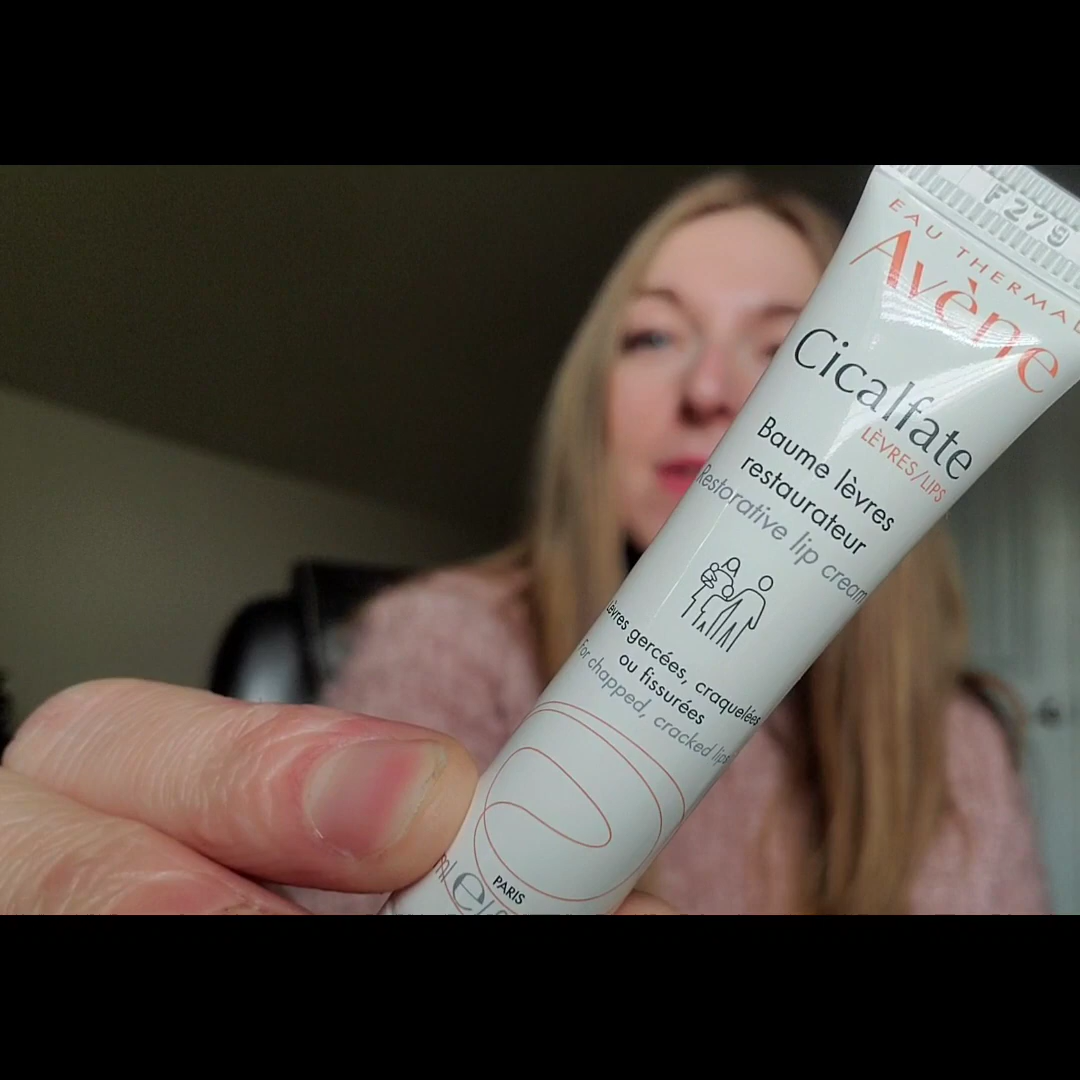 F279
EAU THERMALE
Avène
Cicalfate
LÈVRES/LIPS
Baume lèvres
restaurateur
Restorative lip cream
Lèvres gercées, craquelées
ou fissurées
For chapped, cracked lips
PARIS
ml e